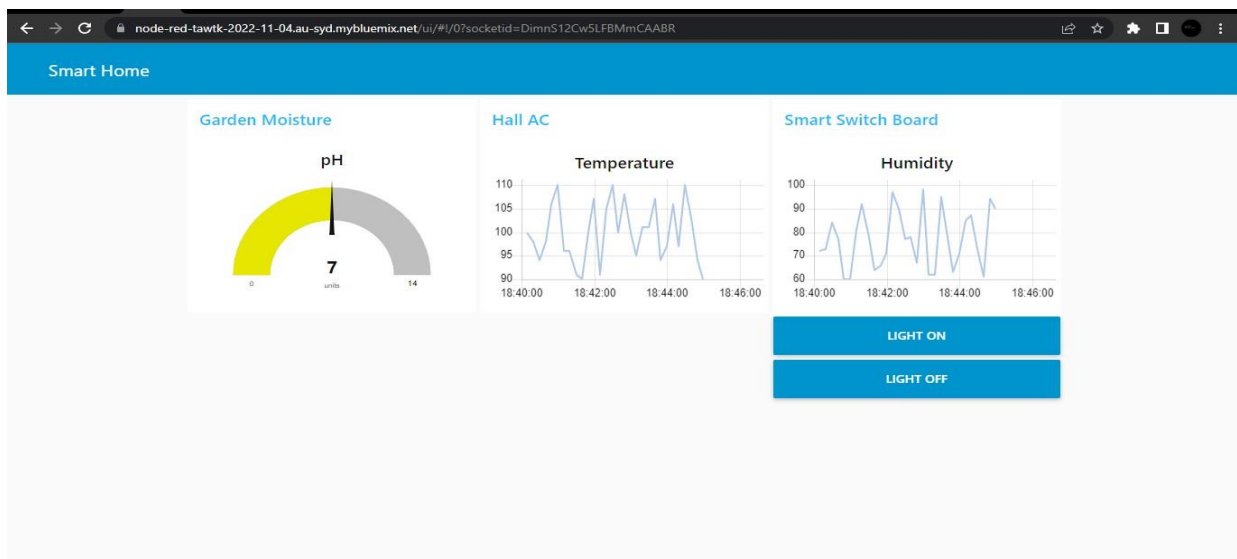 node-red-tawtk-2022-11-04.au-syd.mybluemix.net/ui/#!/0?socketid=DimnS12Cw5LFBMmCAABR
Smart Home
Garden Moisture
pH
7
0
units
14
Hall AC
Temperature
110
105
100
95
90
18:40:00 18:42:00 18:44:00 18:46:00
Smart Switch Board
Humidity
100
90
80
70
60
18:40:00 18:42:00 18:44:00 18:46:00
LIGHT ON
LIGHT OFF